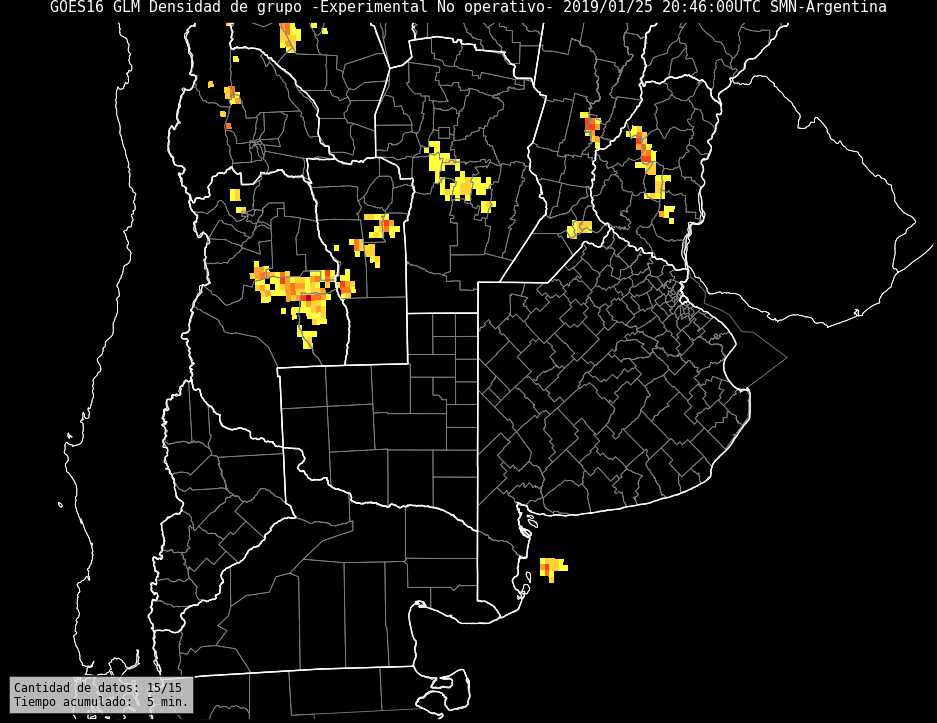 GOES16 GLM Densidad de grupo -Experimental No operativo- 2019/01/25 20:46:00UTC SMN-Argentina
Cantidad de datos: 15/15
Tiempo acumulado:  5 min.